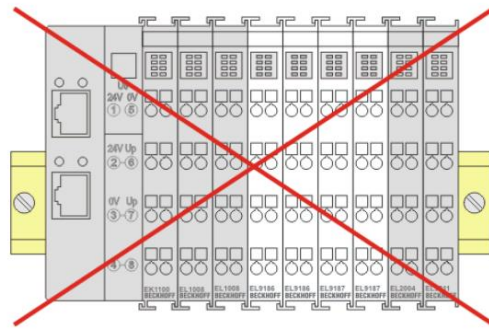 Us
24V 0V
1 5
24V Up
2 6
0V Up
3 7
4 8
EK1100 EL1008 EL1008 EL9186 EL9186 EL9187 EL9187 EL2004
BECKHOFF BECKHOFF BECKHOFF BECKHOFF BECKHOFF BECKHOFF BECKHOFF BECKHOFF BECKHOFF